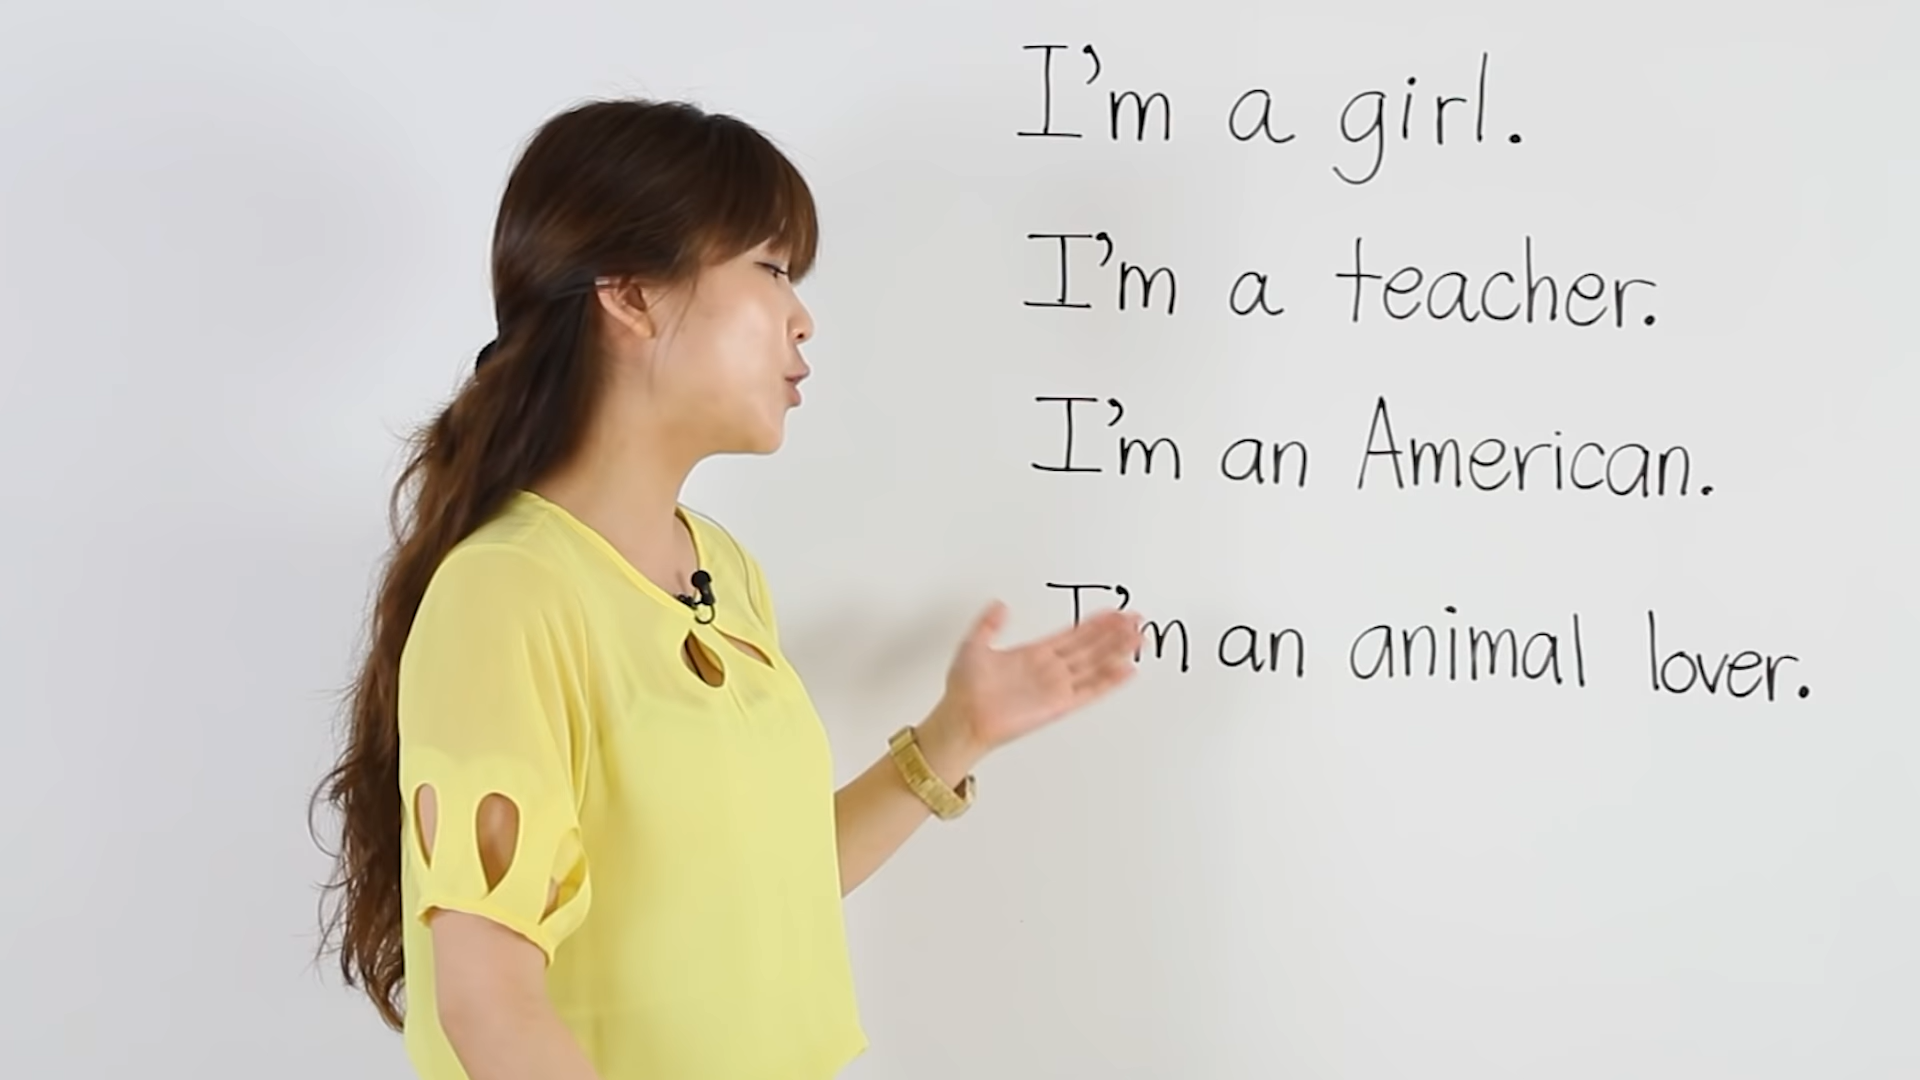 I'm a girl.
I'm a teacher.
I'm an American.
I'm an animal lover.